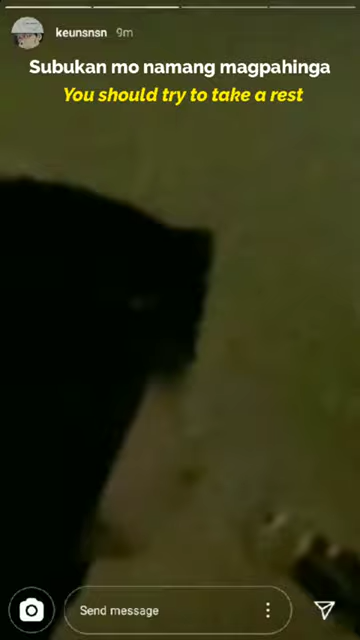 keunsnsn 9m
Subukan mo namang magpahinga
You should try to take a rest
Send message